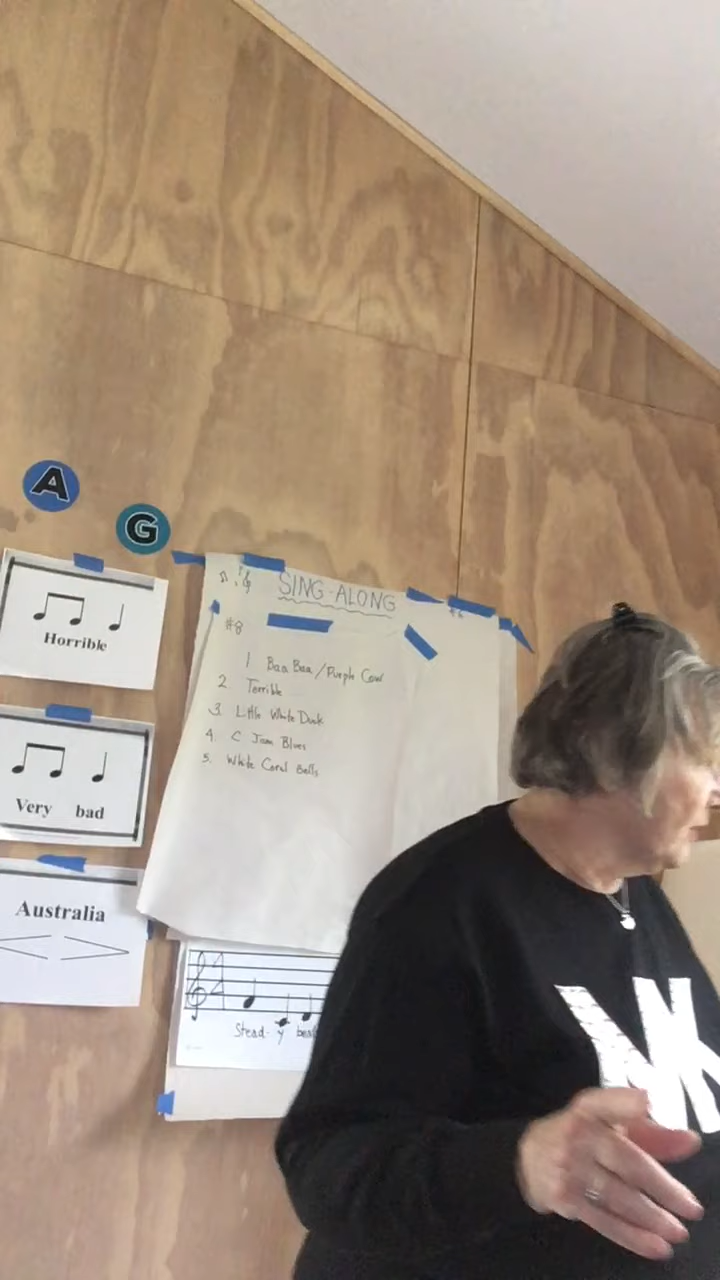 A
G
Horrible
Very bad
Australia
SING-ALONG
#8
1 Baa Baa/Purple Cow
2 Terrible
3. Little White Duck
4. C Jam Blues
5. White Coral Bells
Stead-y beat